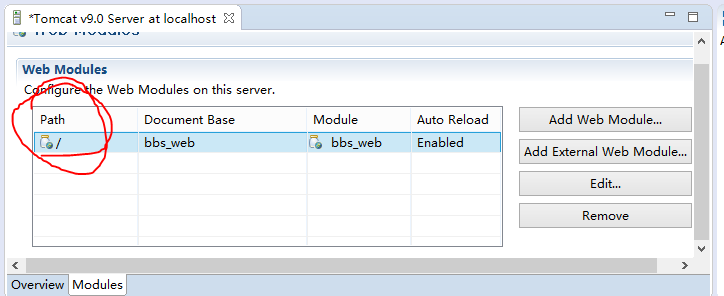 *Tomcat v9.0 Server at localhost
Web Modules
Web Modules
Configure the Web Modules on this server.
Path Document Base Module Auto Reload
/ bbs_web bbs_web Enabled
Add Web Module...
Add External Web Module...
Edit...
Remove
Overview Modules